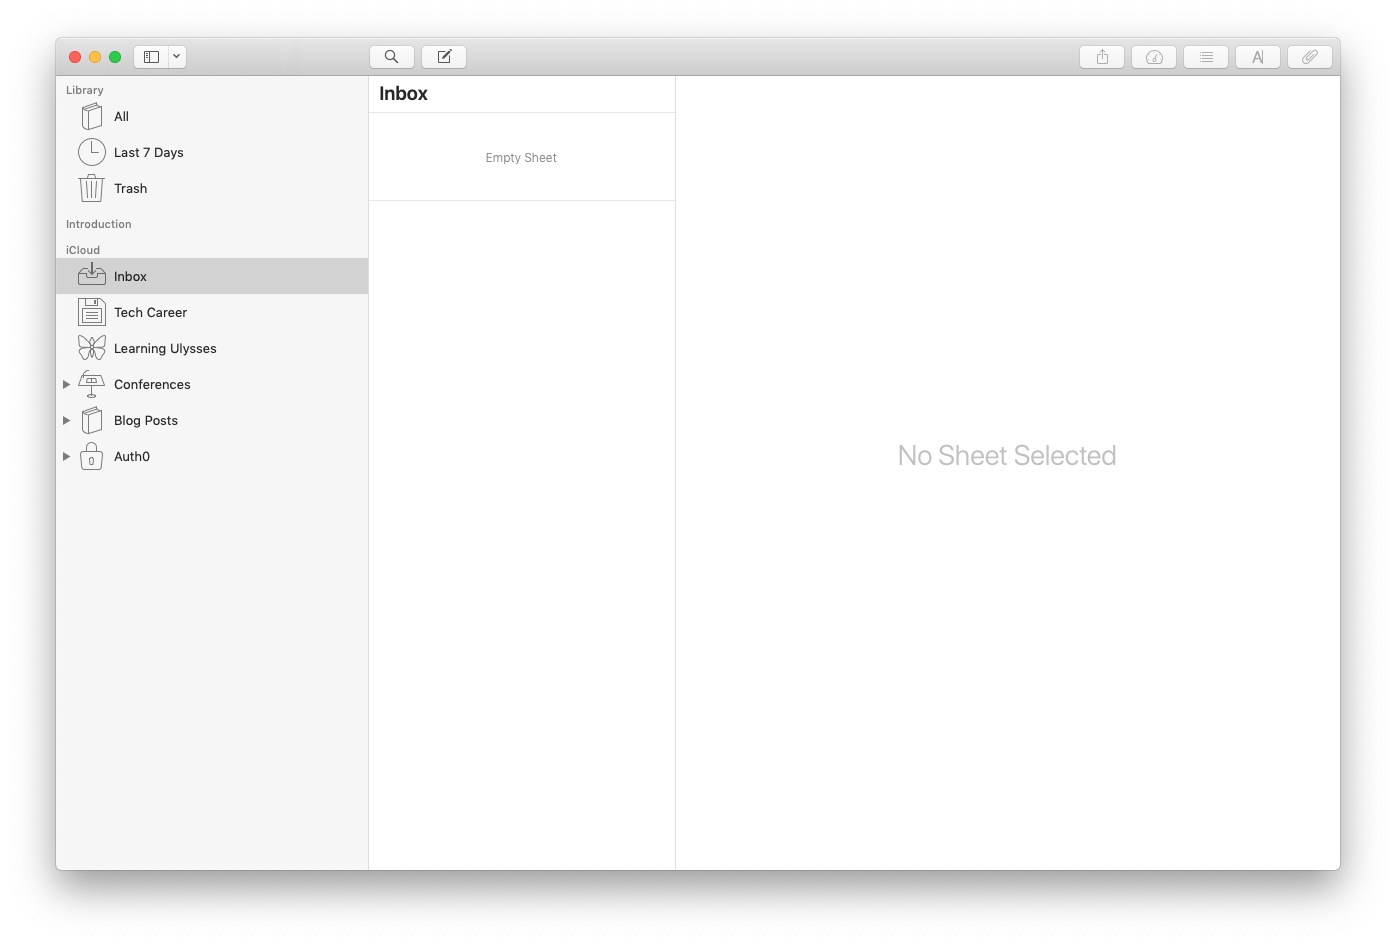 Library
All
Last 7 Days
Trash
Introduction
iCloud
Inbox
Tech Career
Learning Ulysses
Conferences
Blog Posts
Auth0
Inbox
Empty Sheet
No Sheet Selected